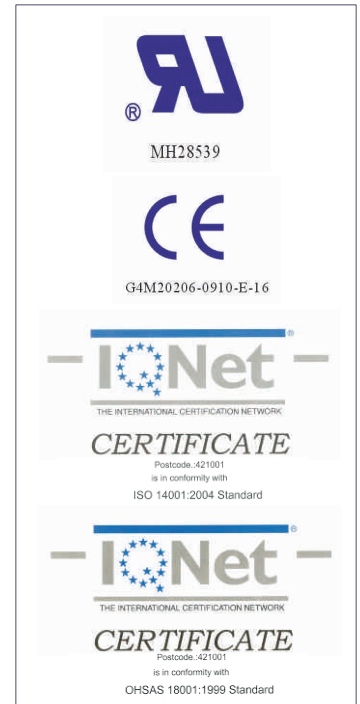 RU
®
MH28539
CE
G4M20206-0910-E-16
®
IQNet
THE INTERNATIONAL CERTIFICATION NETWORK
CERTIFICATE
Postcode.:421001
is in conformity with
ISO 14001:2004 Standard
®
IQNet
THE INTERNATIONAL CERTIFICATION NETWORK
CERTIFICATE
Postcode.:421001
is in conformity with
OHSAS 18001:1999 Standard